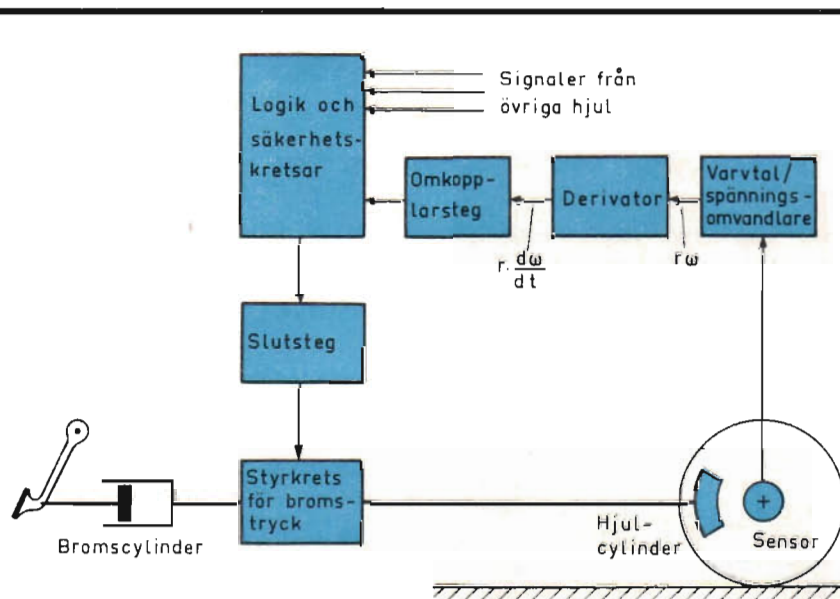 Signaler från
övriga hjul
Logik och
säkerhets-
kretsar
Omkopp-
larsteg
Derivator
Varvtal/
spännings-
omvandlare
r. dω
dt
rω
Slutsteg
Styrkrets
för broms-
tryck
Bromscylinder
Hjul-
cylinder
Sensor